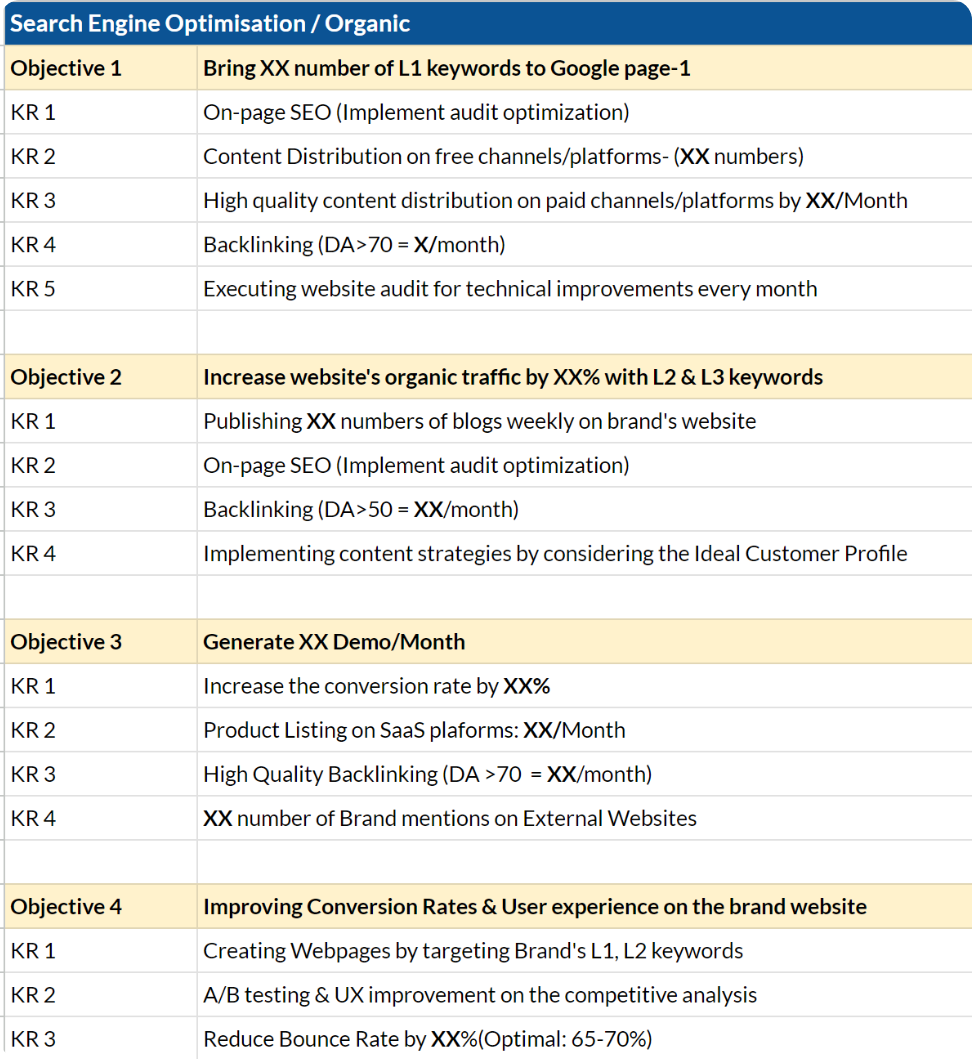 Search Engine Optimisation / Organic
Objective 1 Bring XX number of L1 keywords to Google page-1
KR 1 On-page SEO (Implement audit optimization)
KR 2 Content Distribution on free channels/platforms- (XX numbers)
KR 3 High quality content distribution on paid channels/platforms by XX/Month
KR 4 Backlinking (DA>70 = X/month)
KR 5 Executing website audit for technical improvements every month
Objective 2 Increase website's organic traffic by XX% with L2 & L3 keywords
KR 1 Publishing XX numbers of blogs weekly on brand's website
KR 2 On-page SEO (Implement audit optimization)
KR 3 Backlinking (DA>50 = XX/month)
KR 4 Implementing content strategies by considering the Ideal Customer Profile
Objective 3 Generate XX Demo/Month
KR 1 Increase the conversion rate by XX%
KR 2 Product Listing on SaaS plaforms: XX/Month
KR 3 High Quality Backlinking (DA >70 = XX/month)
KR 4 XX number of Brand mentions on External Websites
Objective 4 Improving Conversion Rates & User experience on the brand website
KR 1 Creating Webpages by targeting Brand's L1, L2 keywords
KR 2 A/B testing & UX improvement on the competitive analysis
KR 3 Reduce Bounce Rate by XX%(Optimal: 65-70%)